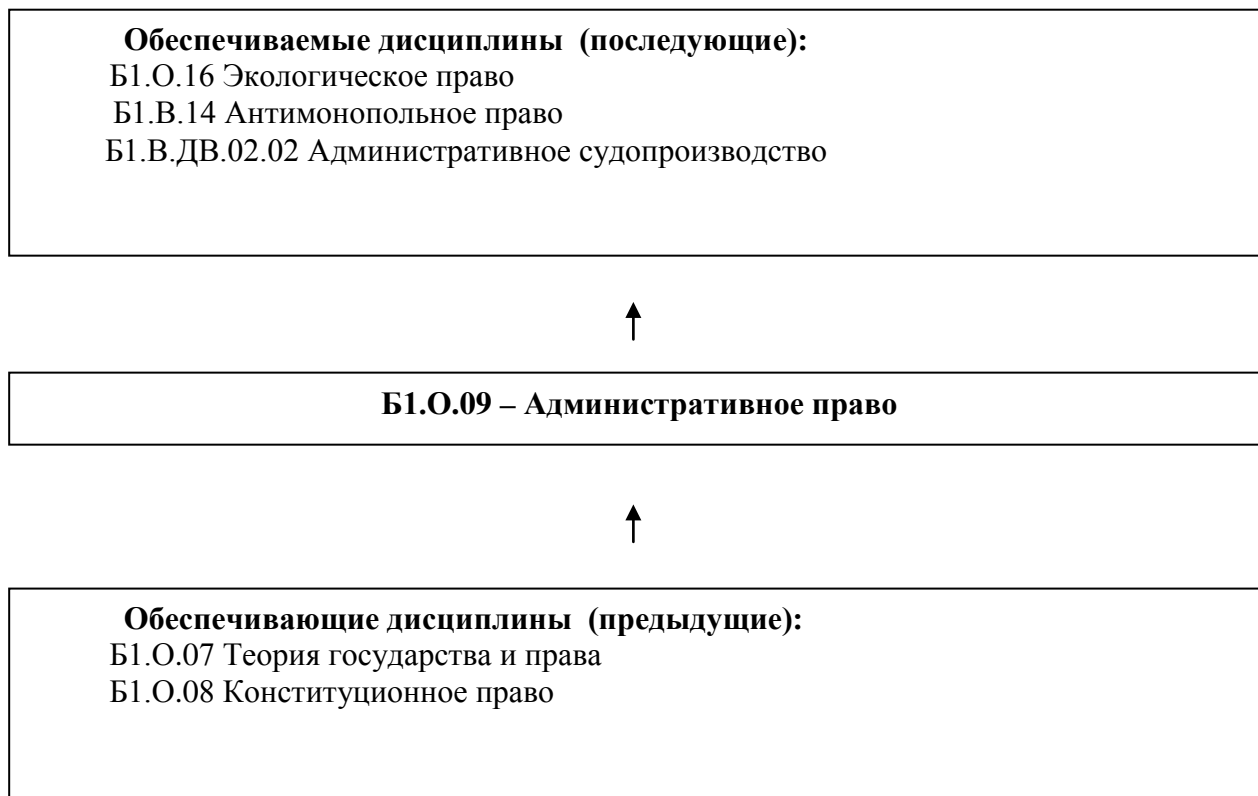 Обеспечиваемые дисциплины (последующие):
Б1.О.16 Экологическое право
Б1.В.14 Антимонопольное право
Б1.В.ДВ.02.02 Административное судопроизводство
Б1.О.09 – Административное право
Обеспечивающие дисциплины (предыдущие):
Б1.О.07 Теория государства и права
Б1.О.08 Конституционное право